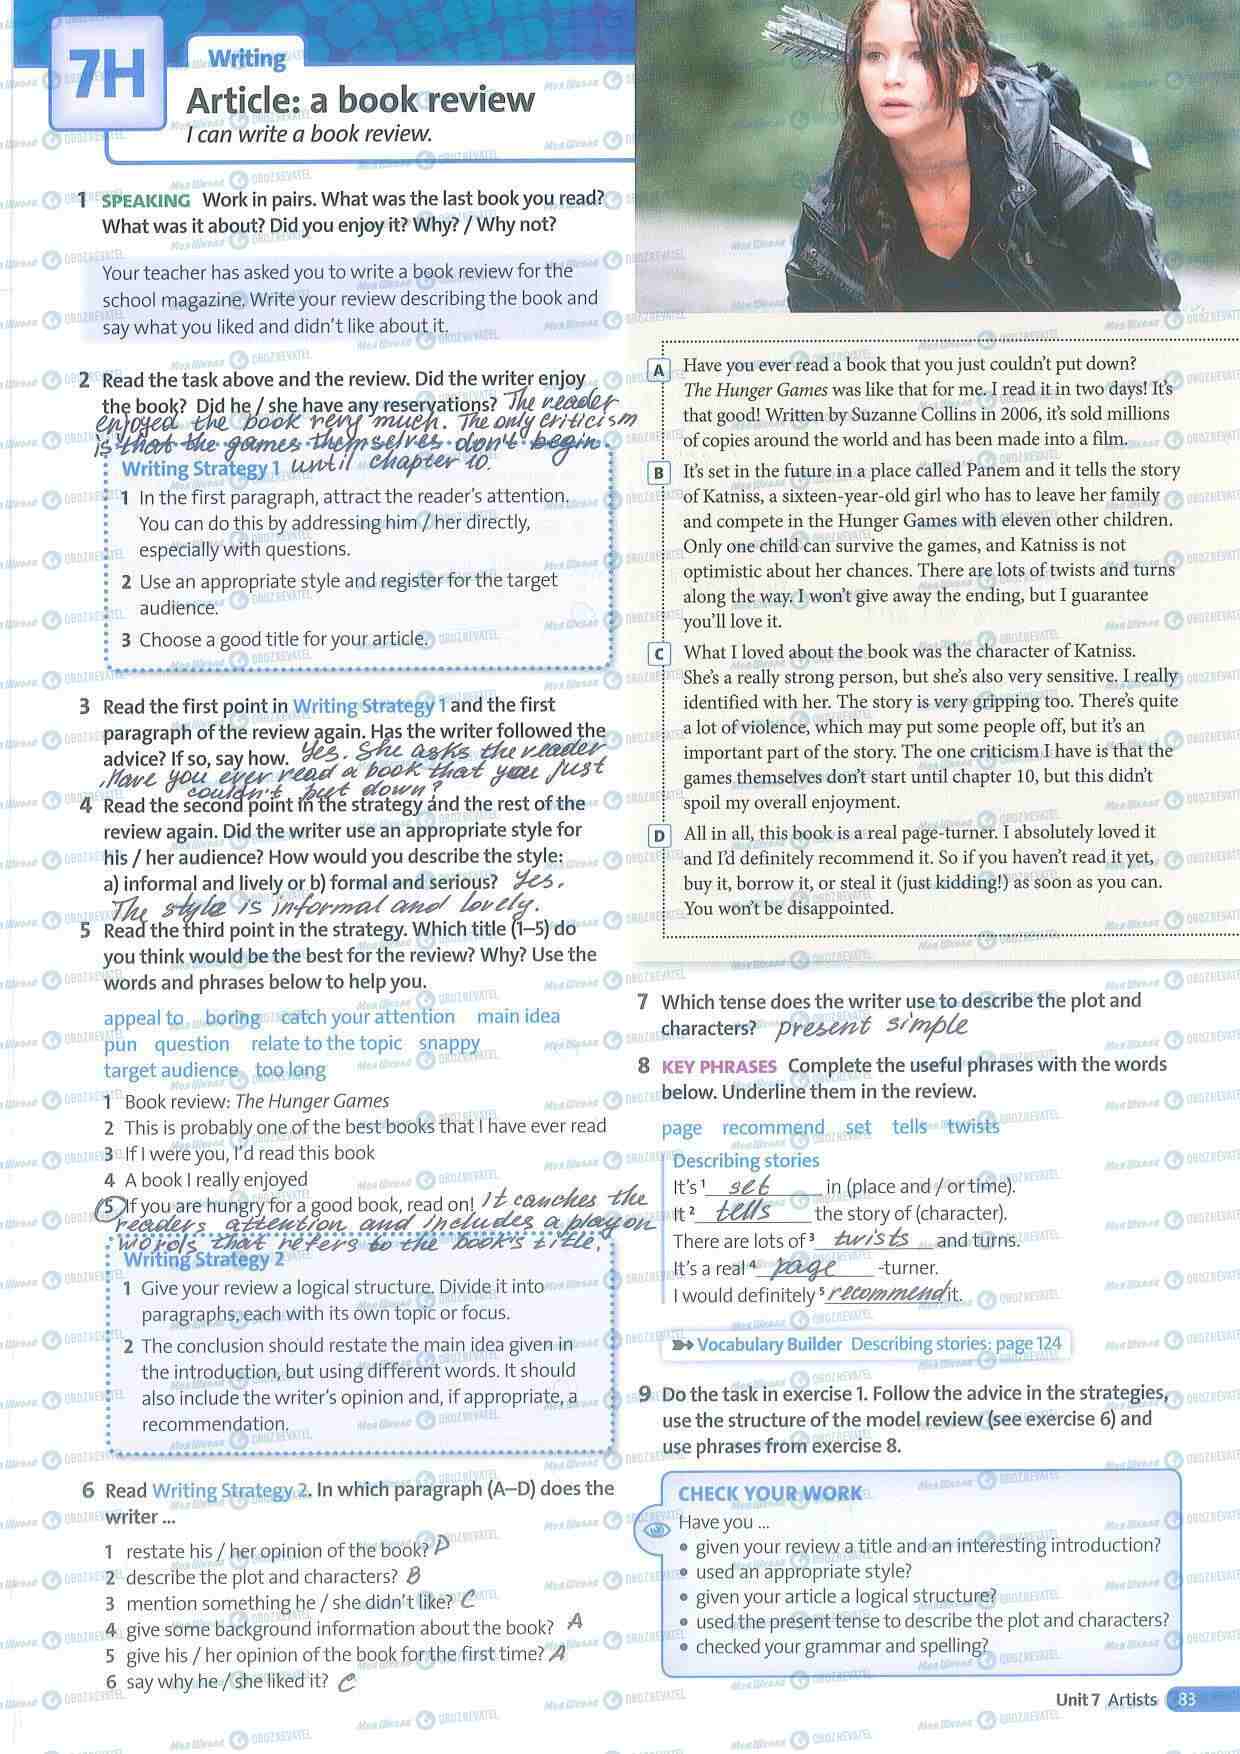 7H
Writing
Article: a book review
I can write a book review.
1 SPEAKING Work in pairs. What was the last book you read?
What was it about? Did you enjoy it? Why? / Why not?
Your teacher has asked you to write a book review for the
school magazine. Write your review describing the book and
say what you liked and didn't like about it.
2 Read the task above and the review. Did the writer enjoy
the book? Did he / she have any reservations? The reader
enjoyed the book very much. The only criticism
is that the games themselves don't begin
until chapter 10.
Writing Strategy 1
1 In the first paragraph, attract the reader's attention.
You can do this by addressing him / her directly,
especially with questions.
2 Use an appropriate style and register for the target
audience.
3 Choose a good title for your article.
3 Read the first point in Writing Strategy 1 and the first
paragraph of the review again. Has the writer followed the
advice? If so, say how. Yes. She asks the reader
Have you ever read a book that you just
couldn't put down?
4 Read the second point in the strategy and the rest of the
review again. Did the writer use an appropriate style for
his / her audience? How would you describe the style:
a) informal and lively or b) formal and serious? Yes.
The style is informal and lovely.
5 Read the third point in the strategy. Which title (1–5) do
you think would be the best for the review? Why? Use the
words and phrases below to help you.
appeal to boring catch your attention main idea
pun question relate to the topic snappy
target audience too long
1 Book review: The Hunger Games
2 This is probably one of the best books that I have ever read
3 If I were you, I'd read this book
4 A book I really enjoyed
5 If you are hungry for a good book, read on! It canches the
readers attention and includes a play on
words that refers to the book's title.
Writing Strategy 2
1 Give your review a logical structure. Divide it into
paragraphs, each with its own topic or focus.
2 The conclusion should restate the main idea given in
the introduction, but using different words. It should
also include the writer's opinion and, if appropriate, a
recommendation.
6 Read Writing Strategy 2. In which paragraph (A–D) does the
writer ...
1 restate his / her opinion of the book? D
2 describe the plot and characters? B
3 mention something he / she didn't like? C
4 give some background information about the book? A
5 give his / her opinion of the book for the first time? A
6 say why he / she liked it? C
A Have you ever read a book that you just couldn't put down?
The Hunger Games was like that for me. I read it in two days! It's
that good! Written by Suzanne Collins in 2006, it's sold millions
of copies around the world and has been made into a film.
B It's set in the future in a place called Panem and it tells the story
of Katniss, a sixteen-year-old girl who has to leave her family
and compete in the Hunger Games with eleven other children.
Only one child can survive the games, and Katniss is not
optimistic about her chances. There are lots of twists and turns
along the way. I won't give away the ending, but I guarantee
you'll love it.
C What I loved about the book was the character of Katniss.
She's a really strong person, but she's also very sensitive. I really
identified with her. The story is very gripping too. There's quite
a lot of violence, which may put some people off, but it's an
important part of the story. The one criticism I have is that the
games themselves don't start until chapter 10, but this didn't
spoil my overall enjoyment.
D All in all, this book is a real page-turner. I absolutely loved it
and I'd definitely recommend it. So if you haven't read it yet,
buy it, borrow it, or steal it (just kidding!) as soon as you can.
You won't be disappointed.
7 Which tense does the writer use to describe the plot and
characters? present simple
8 KEY PHRASES Complete the useful phrases with the words
below. Underline them in the review.
page recommend set tells twists
Describing stories
It's 1 set in (place and / or time).
It 2 tells the story of (character).
There are lots of 3 twists and turns.
It's a real 4 page -turner.
I would definitely 5 recommend it.
Vocabulary Builder Describing stories: page 124
9 Do the task in exercise 1. Follow the advice in the strategies,
use the structure of the model review (see exercise 6) and
use phrases from exercise 8.
CHECK YOUR WORK
Have you ...
• given your review a title and an interesting introduction?
• used an appropriate style?
• given your article a logical structure?
• used the present tense to describe the plot and characters?
• checked your grammar and spelling?
Unit 7 Artists 83